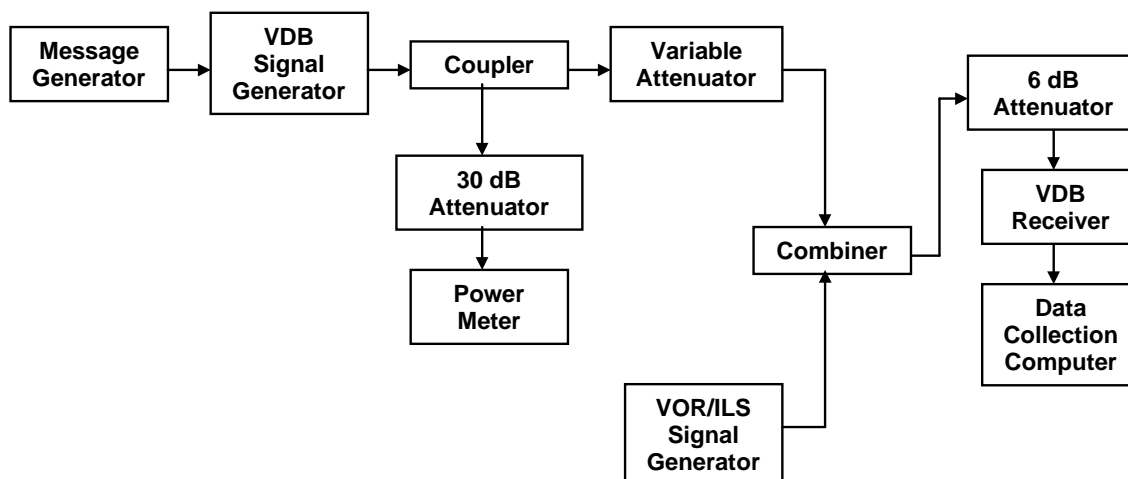 Message
Generator
VDB
Signal
Generator
Coupler
Variable
Attenuator
6 dB
Attenuator
30 dB
Attenuator
VDB
Receiver
Combiner
Power
Meter
Data
Collection
Computer
VOR/ILS
Signal
Generator